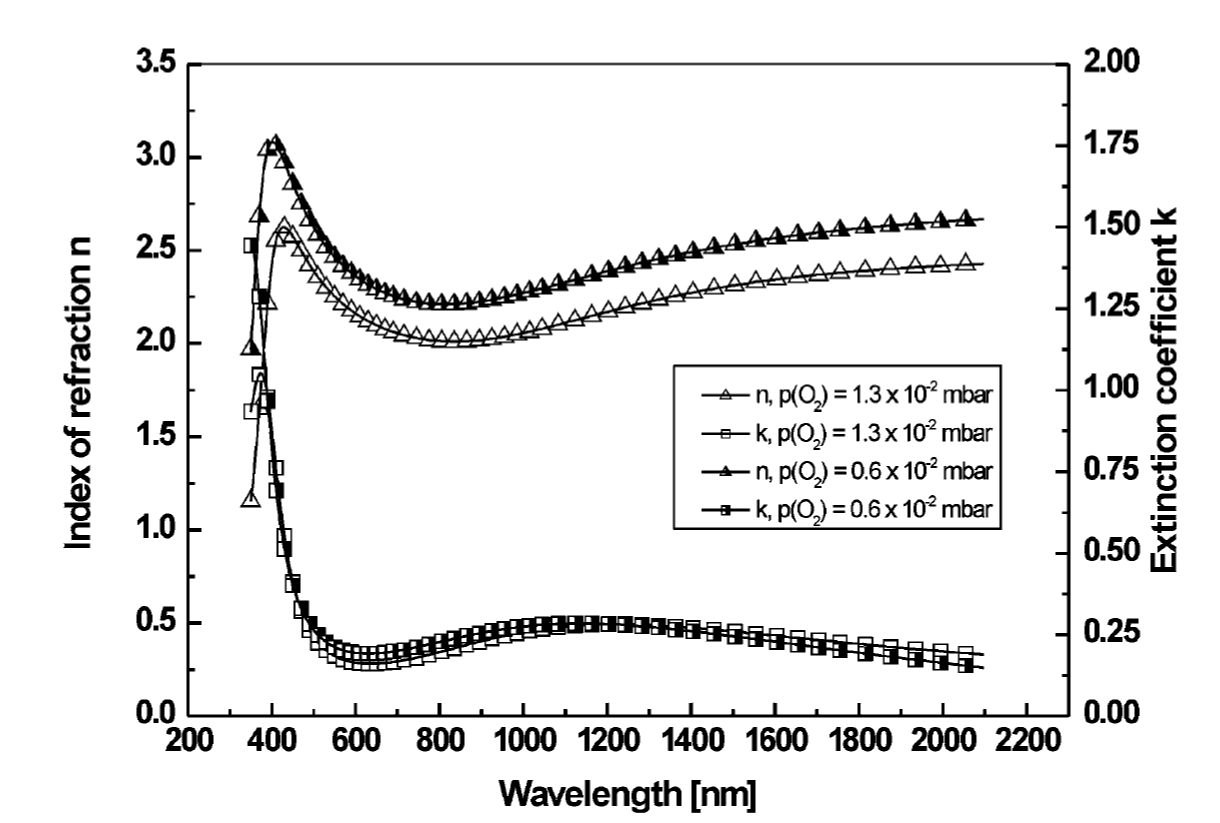 3.5
3.0
2.5
2.0
1.5
1.0
0.5
0.0
Index of refraction n
2.00
1.75
1.50
1.25
1.00
0.75
0.50
0.25
0.00
Extinction coefficient k
n, p(O₂) = 1.3 x 10⁻² mbar
k, p(O₂) = 1.3 x 10⁻² mbar
n, p(O₂) = 0.6 x 10⁻² mbar
k, p(O₂) = 0.6 x 10⁻² mbar
200 400 600 800 1000 1200 1400 1600 1800 2000 2200
Wavelength [nm]